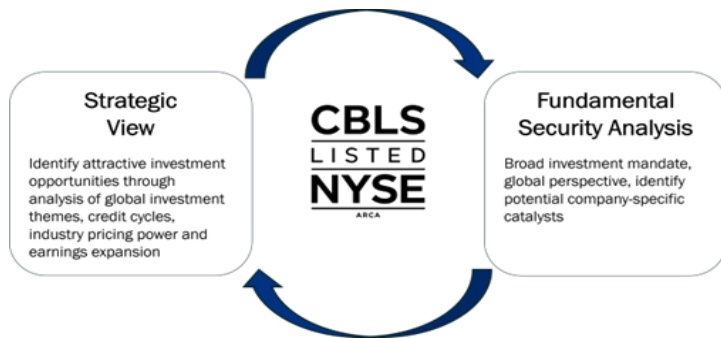 Strategic
View
Identify attractive investment
opportunities through
analysis of global investment
themes, credit cycles,
industry pricing power and
earnings expansion
CBLS
LISTED
NYSE
ARCA
Fundamental
Security Analysis
Broad investment mandate,
global perspective, identify
potential company-specific
catalysts